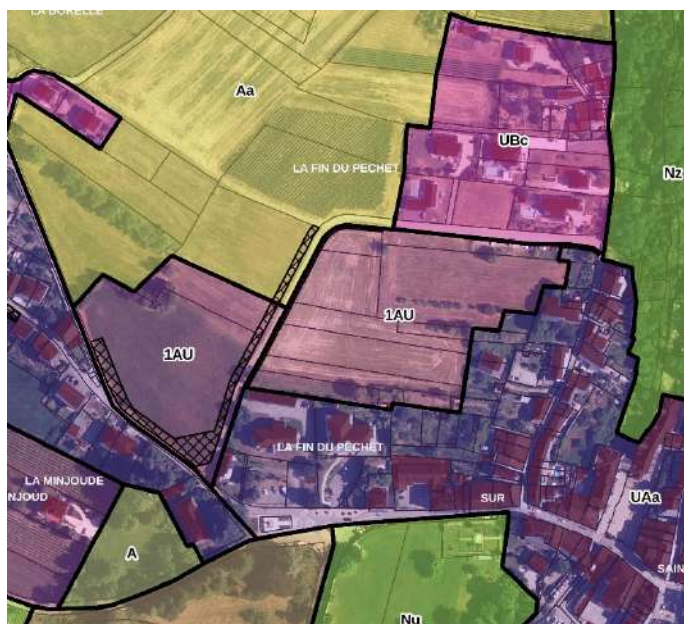 LA BORELLE
Aa
UBc
LA FIN DU PECHET
Nz
1AU
1AU
LA FIN DU PECHET
LA MINJOUDE
NJOUD
SUR
UAa
A
SAIN
Nu